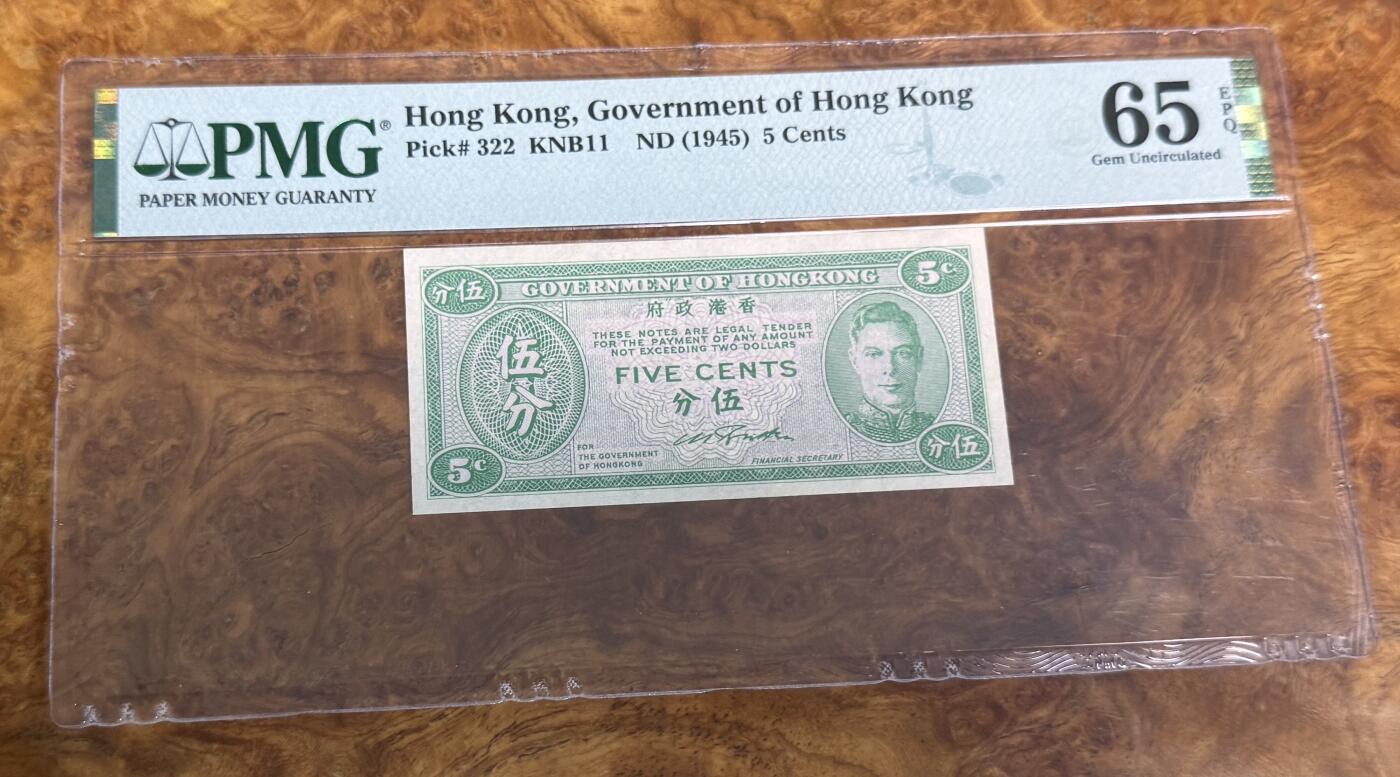 PMG®
PAPER MONEY GUARANTY
Hong Kong, Government of Hong Kong
Pick# 322 KNB11 ND (1945) 5 Cents
65
EPQ
Gem Uncirculated
分伍
GOVERNMENT OF HONGKONG
5¢
府政港香
THESE NOTES ARE LEGAL TENDER
FOR THE PAYMENT OF ANY AMOUNT
NOT EXCEEDING TWO DOLLARS
伍分
FIVE CENTS
分伍
FOR
THE GOVERNMENT
OF HONGKONG
FINANCIAL SECRETARY
5¢
分伍